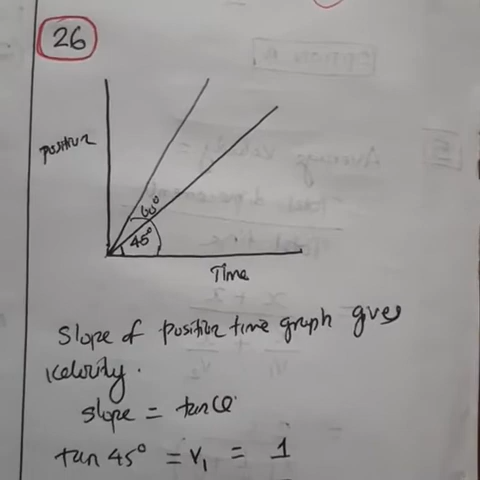 26
Position
60°
45°
Time
Slope of position time graph gives
velocity.
slope = tanθ
tan 45° = V₁ = 1